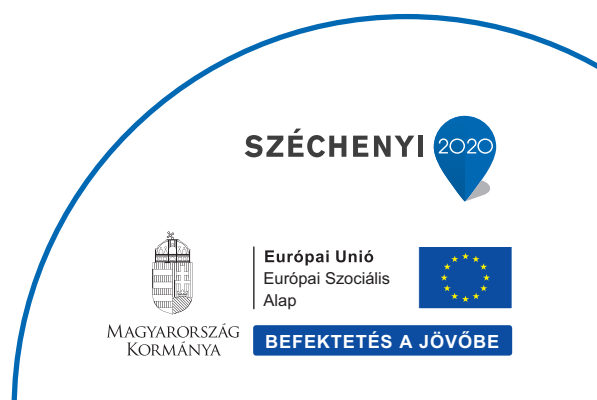 SZÉCHENYI 2020
Európai Unió
Európai Szociális
Alap
MAGYARORSZÁG
KORMÁNYA
BEFEKTETÉS A JÖVŐBE